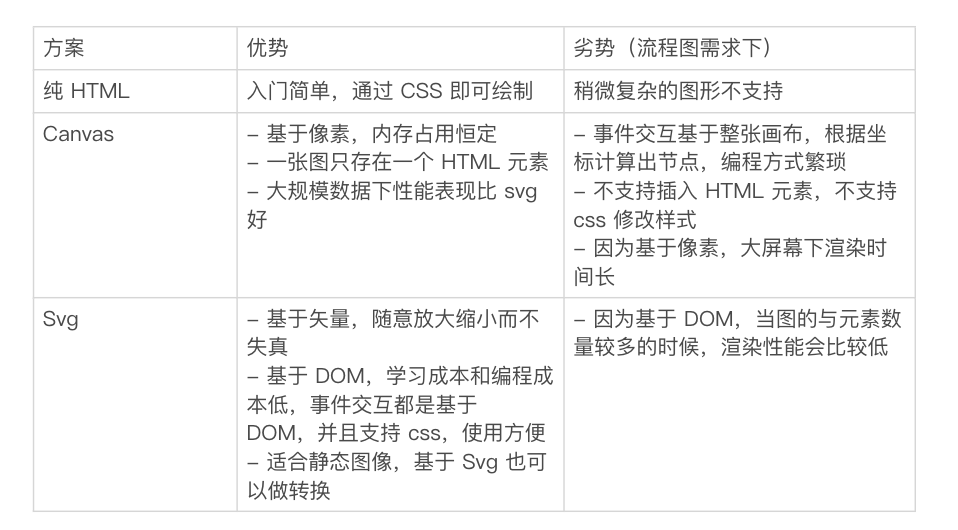 方案
优势
劣势（流程图需求下）
纯 HTML
入门简单，通过 CSS 即可绘制
稍微复杂的图形不支持
Canvas
– 基于像素，内存占用恒定
– 一张图只存在一个 HTML 元素
– 大规模数据下性能表现比 svg
好
– 事件交互基于整张画布，根据坐
标计算出节点，编程方式繁琐
– 不支持插入 HTML 元素，不支持
css 修改样式
– 因为基于像素，大屏幕下渲染时
间长
Svg
– 基于矢量，随意放大缩小而不
失真
– 基于 DOM，学习成本和编程成
本低，事件交互都是基于
DOM，并且支持 css，使用方便
– 适合静态图像，基于 Svg 也可
以做转换
– 因为基于 DOM，当图的与元素数
量较多的时候，渲染性能会比较低